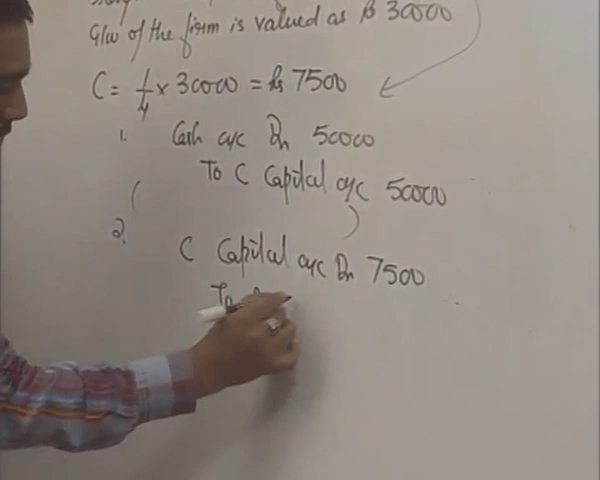 G/w of the firm is valued as ₨ 30000
C = 1/4 × 30000 = ₨ 7500
1. Cash a/c Dr 50000
To C Capital a/c 50000
( )
2. C Capital a/c Dr 7500
To